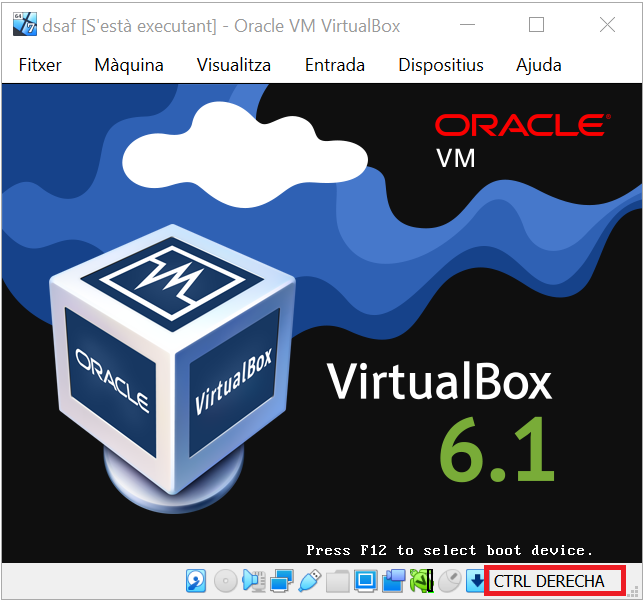 dsaf [S'està executant] - Oracle VM VirtualBox
Fitxer Màquina Visualitza Entrada Dispositius Ajuda
ORACLE®
VM
ORACLE
VirtualBox
VirtualBox
6.1
Press F12 to select boot device.
CTRL DERECHA